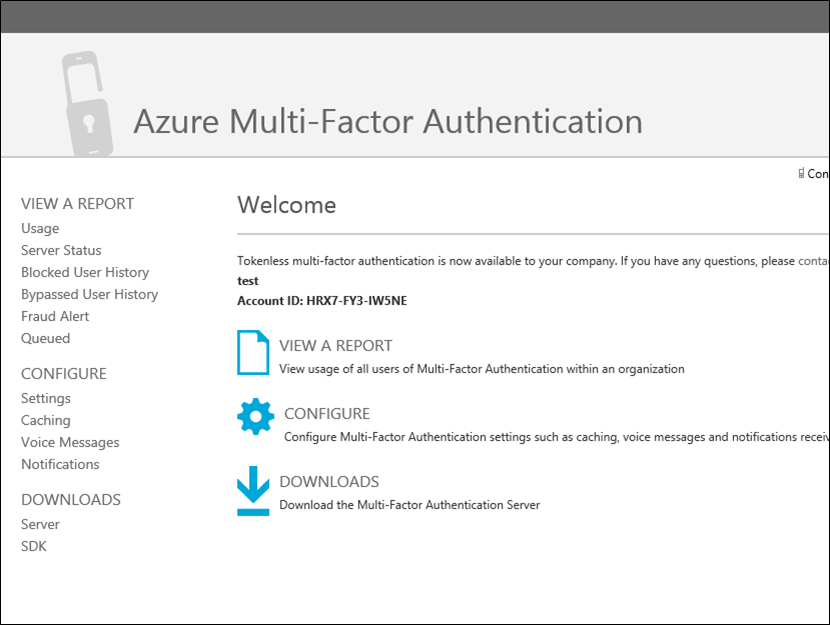 Azure Multi-Factor Authentication
Con
VIEW A REPORT
Usage
Server Status
Blocked User History
Bypassed User History
Fraud Alert
Queued
CONFIGURE
Settings
Caching
Voice Messages
Notifications
DOWNLOADS
Server
SDK
Welcome
Tokenless multi-factor authentication is now available to your company. If you have any questions, please conta
test
Account ID: HRX7-FY3-IW5NE
VIEW A REPORT
View usage of all users of Multi-Factor Authentication within an organization
CONFIGURE
Configure Multi-Factor Authentication settings such as caching, voice messages and notifications receiv
DOWNLOADS
Download the Multi-Factor Authentication Server